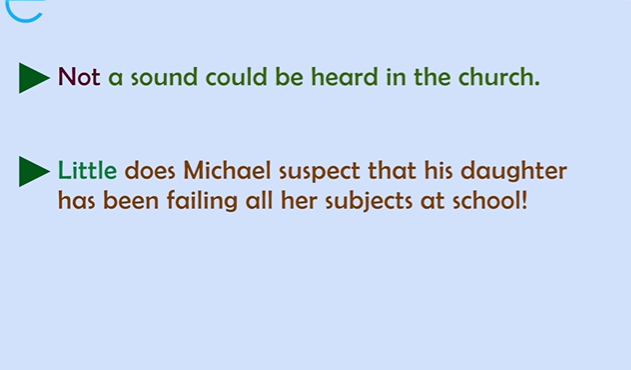 Not a sound could be heard in the church.
Little does Michael suspect that his daughter
has been failing all her subjects at school!